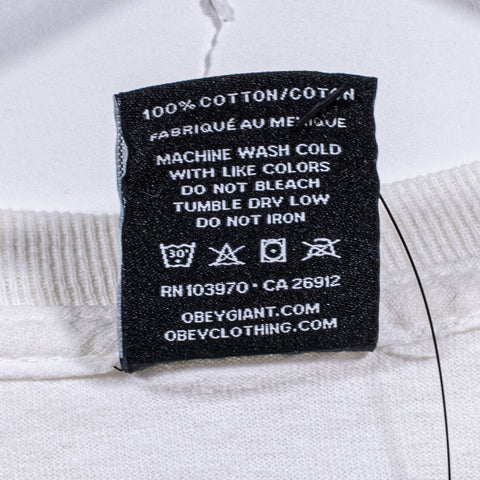 100% COTTON/COTON
FABRIQUÉ AU MEXIQUE
MACHINE WASH COLD
WITH LIKE COLORS
DO NOT BLEACH
TUMBLE DRY LOW
DO NOT IRON
30°
RN 103970 · CA 26912
OBEYGIANT.COM
OBEYCLOTHING.COM